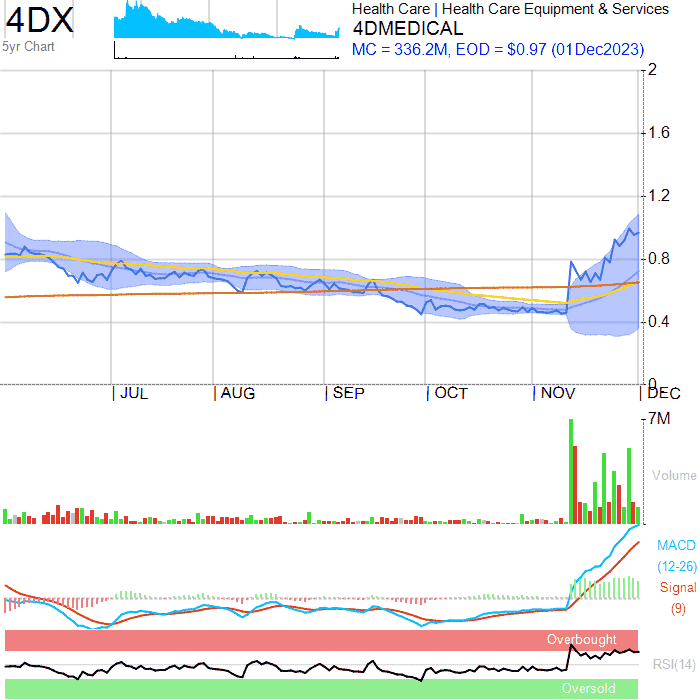 4DX
5yr Chart
Health Care | Health Care Equipment & Services
4DMEDICAL
MC = 336.2M, EOD = $0.97 (01Dec2023)
2
1.6
1.2
0.8
0.4
0
JUL AUG SEP OCT NOV DEC
7M
Volume
MACD
(12-26)
Signal
(9)
Overbought
RSI(14)
Oversold